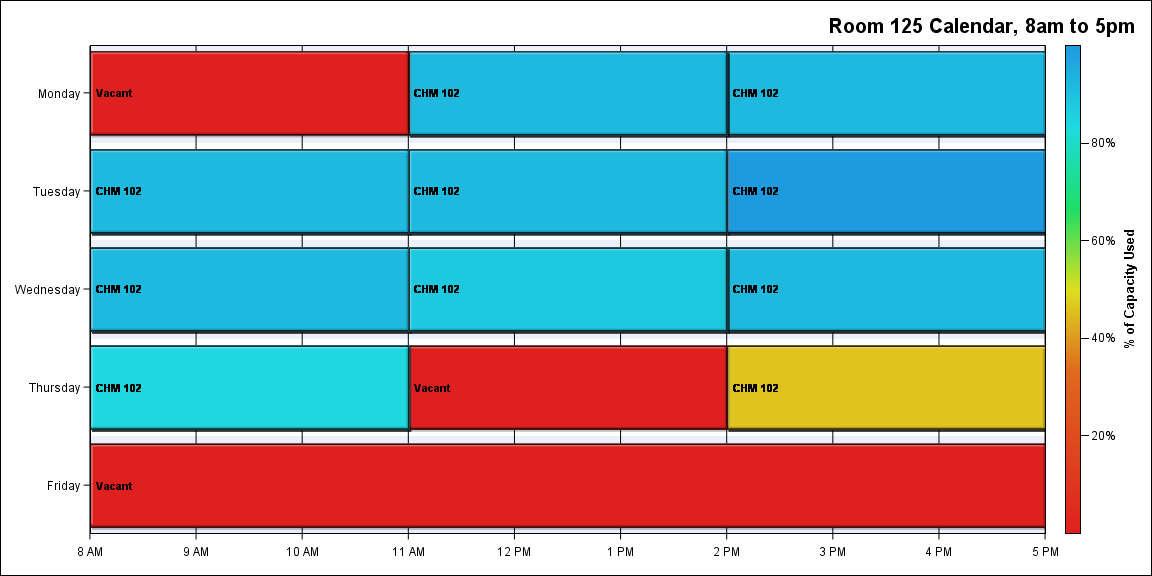 Room 125 Calendar, 8am to 5pm
Monday
Vacant
CHM 102
CHM 102
Tuesday
CHM 102
CHM 102
CHM 102
Wednesday
CHM 102
CHM 102
CHM 102
Thursday
CHM 102
Vacant
CHM 102
Friday
Vacant
8 AM
9 AM
10 AM
11 AM
12 PM
1 PM
2 PM
3 PM
4 PM
5 PM
80%
60%
40%
20%
% of Capacity Used